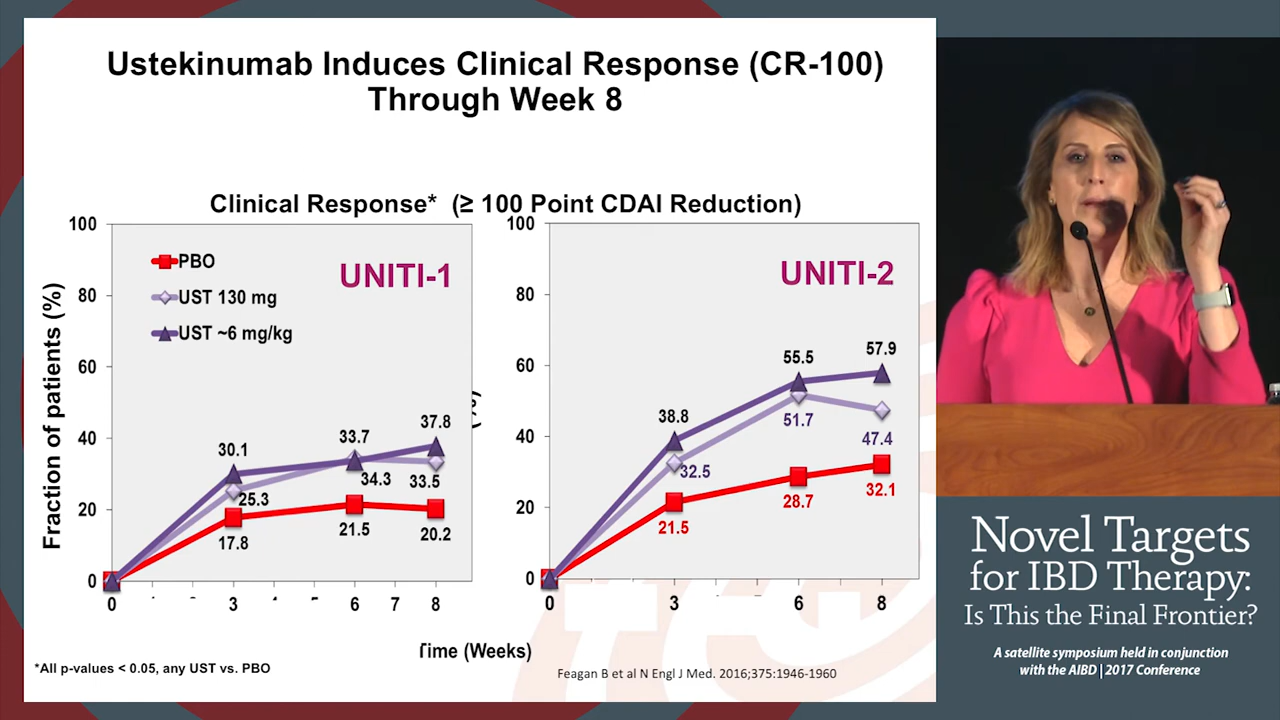 Ustekinumab Induces Clinical Response (CR-100)
Through Week 8
Clinical Response* (≥ 100 Point CDAI Reduction)
Fraction of patients (%)
100
80
60
40
20
0
PBO
UST 130 mg
UST ~6 mg/kg
UNITI-1
30.1
25.3
17.8
33.7
34.3
21.5
37.8
33.5
20.2
0 3 6 7 8
100
80
60
40
20
0
UNITI-2
38.8
32.5
21.5
55.5
51.7
28.7
57.9
47.4
32.1
0 3 6 8
(%)
Time (Weeks)
*All p-values < 0.05, any UST vs. PBO
Feagan B et al N Engl J Med. 2016;375:1946-1960
Novel Targets
for IBD Therapy:
Is This the Final Frontier?
A satellite symposium held in conjunction
with the AIBD | 2017 Conference